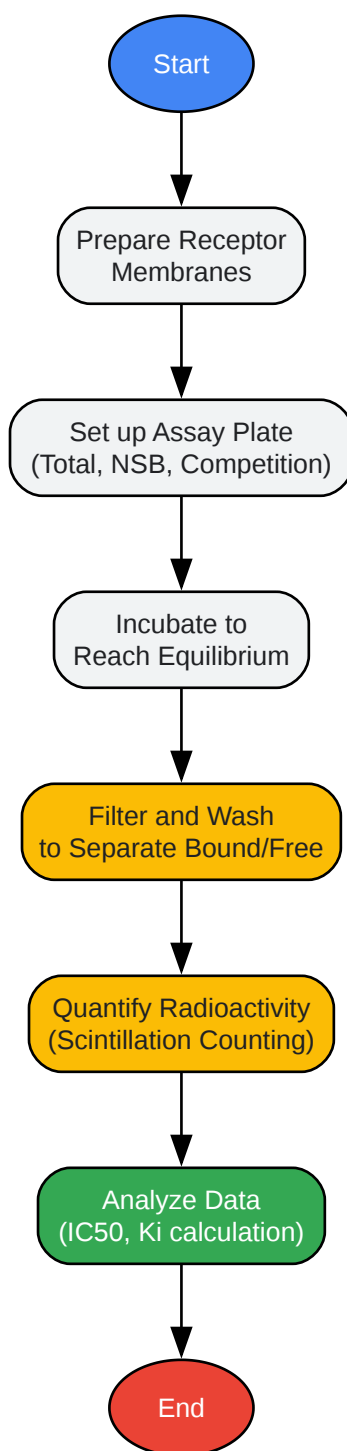 Start
Prepare Receptor
Membranes
Set up Assay Plate
(Total, NSB, Competition)
Incubate to
Reach Equilibrium
Filter and Wash
to Separate Bound/Free
Quantify Radioactivity
(Scintillation Counting)
Analyze Data
(IC50, Ki calculation)
End